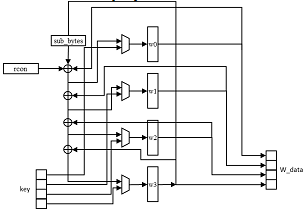 sub_bytes
w0
rcon
w1
w2
W_data
key
w3